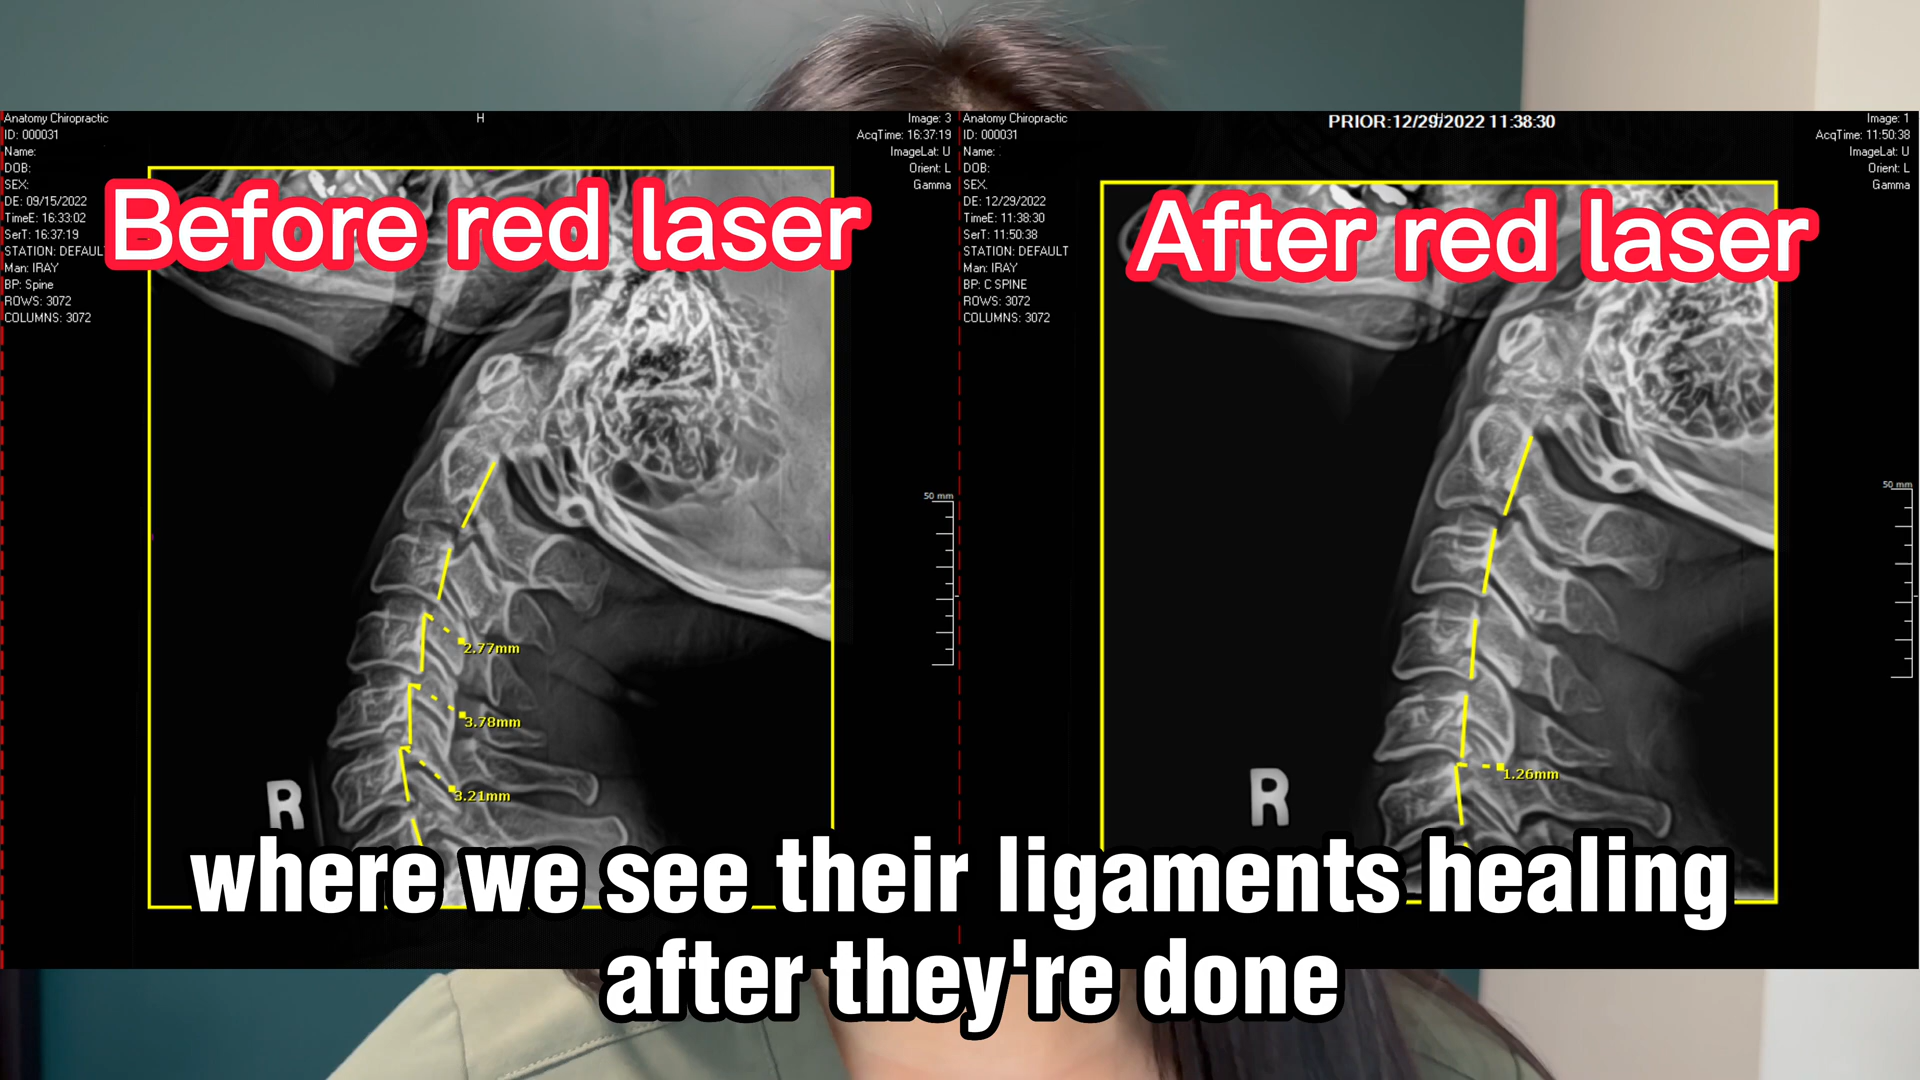 Anatomy Chiropractic
ID: 000031
Name:
DOB:
SEX:
DE: 09/15/2022
TimeE: 16:33:02
SerT: 16:37:19
STATION: DEFAUL
Man: IRAY
BP: Spine
ROWS: 3072
COLUMNS: 3072
H
Image: 3
AcqTime: 16:37:19
ImageLat: U
Orient: L
Gamma
Before red laser
50 mm
2.77mm
3.78mm
3.21mm
R
Anatomy Chiropractic
ID: 000031
Name:
DOB:
SEX.
DE: 12/29/2022
TimeE: 11:38:30
SerT: 11:50:38
STATION: DEFAULT
Man: IRAY
BP: C SPINE
ROWS: 3072
COLUMNS: 3072
PRIOR:12/29/2022 11:38:30
Image: 1
AcqTime: 11:50:38
ImageLat: U
Orient: L
Gamma
After red laser
50 mm
1.26mm
R
where we see their ligaments healing
after they're done